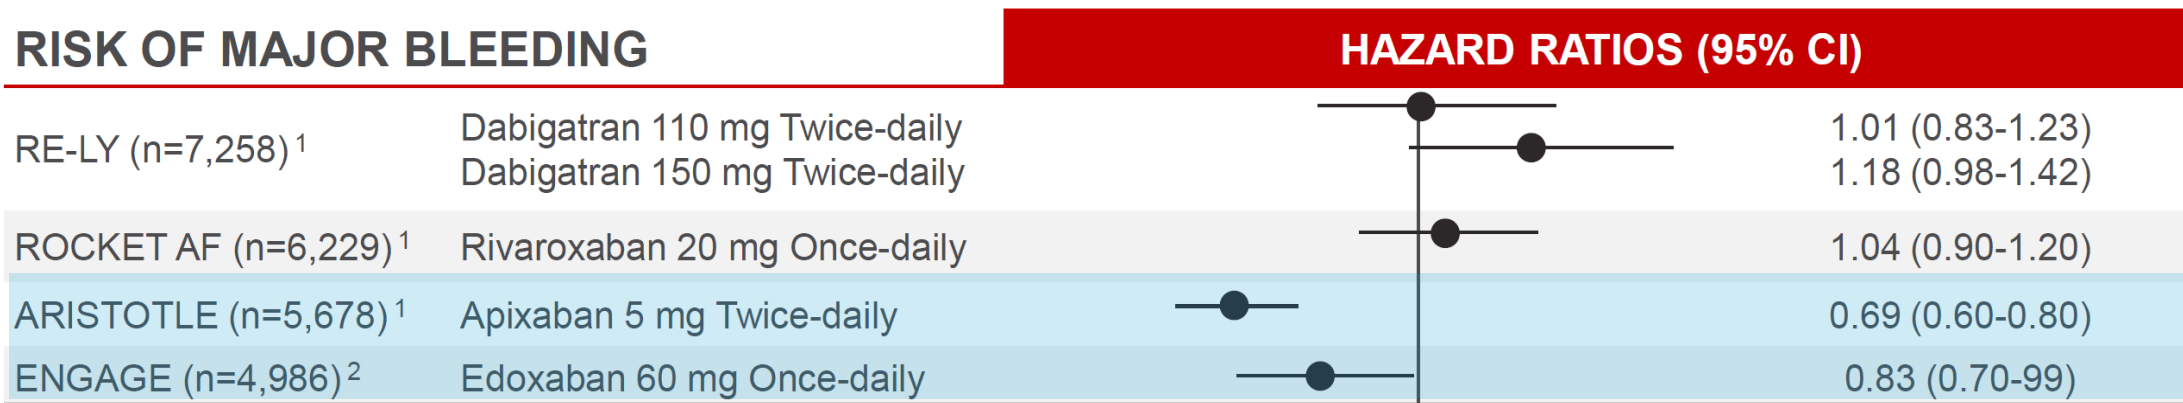 RISK OF MAJOR BLEEDING HAZARD RATIOS (95% CI)
RE-LY (n=7,258) 1 Dabigatran 110 mg Twice-daily 1.01 (0.83-1.23)
Dabigatran 150 mg Twice-daily 1.18 (0.98-1.42)
ROCKET AF (n=6,229) 1 Rivaroxaban 20 mg Once-daily 1.04 (0.90-1.20)
ARISTOTLE (n=5,678) 1 Apixaban 5 mg Twice-daily 0.69 (0.60-0.80)
ENGAGE (n=4,986) 2 Edoxaban 60 mg Once-daily 0.83 (0.70-99)